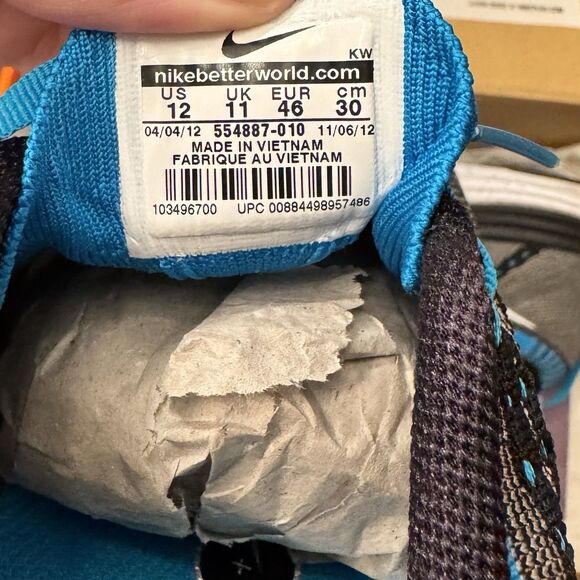 KW
nikebetterworld.com
US UK EUR cm
12 11 46 30
04/04/12 554887-010 11/06/12
MADE IN VIETNAM
FABRIQUE AU VIETNAM
103496700 UPC 00884498957486